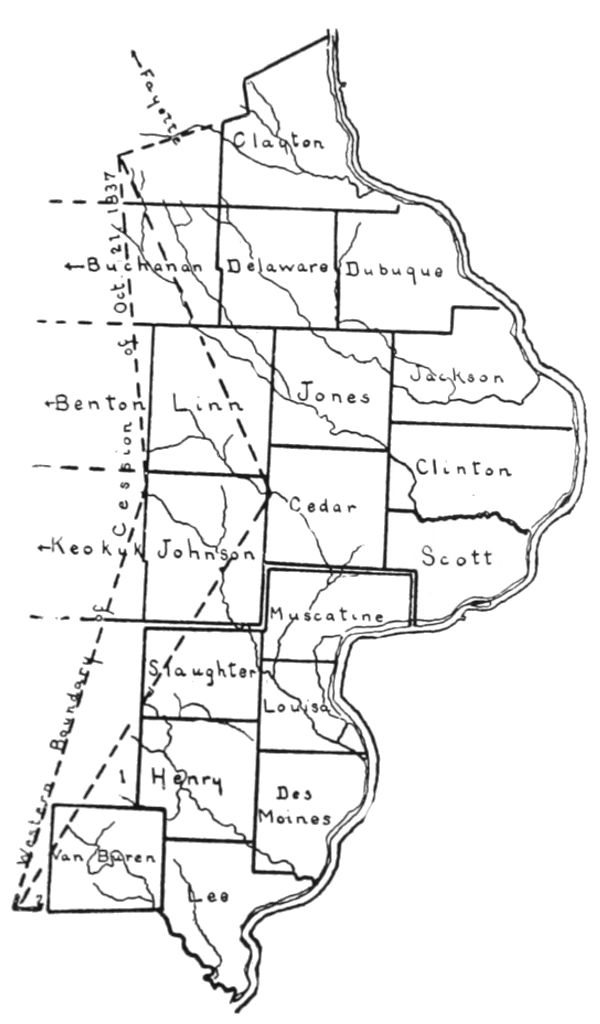 Fayette
Clayton
Buchanan
Delaware
Dubuque
Western Boundary of Cession of Oct. 21, 1837
Benton
Linn
Jones
Jackson
Keokuk
Johnson
Cedar
Clinton
Scott
Muscatine
Slaughter
Louisa
1
Henry
Des
Moines
Van Buren
Lee
2